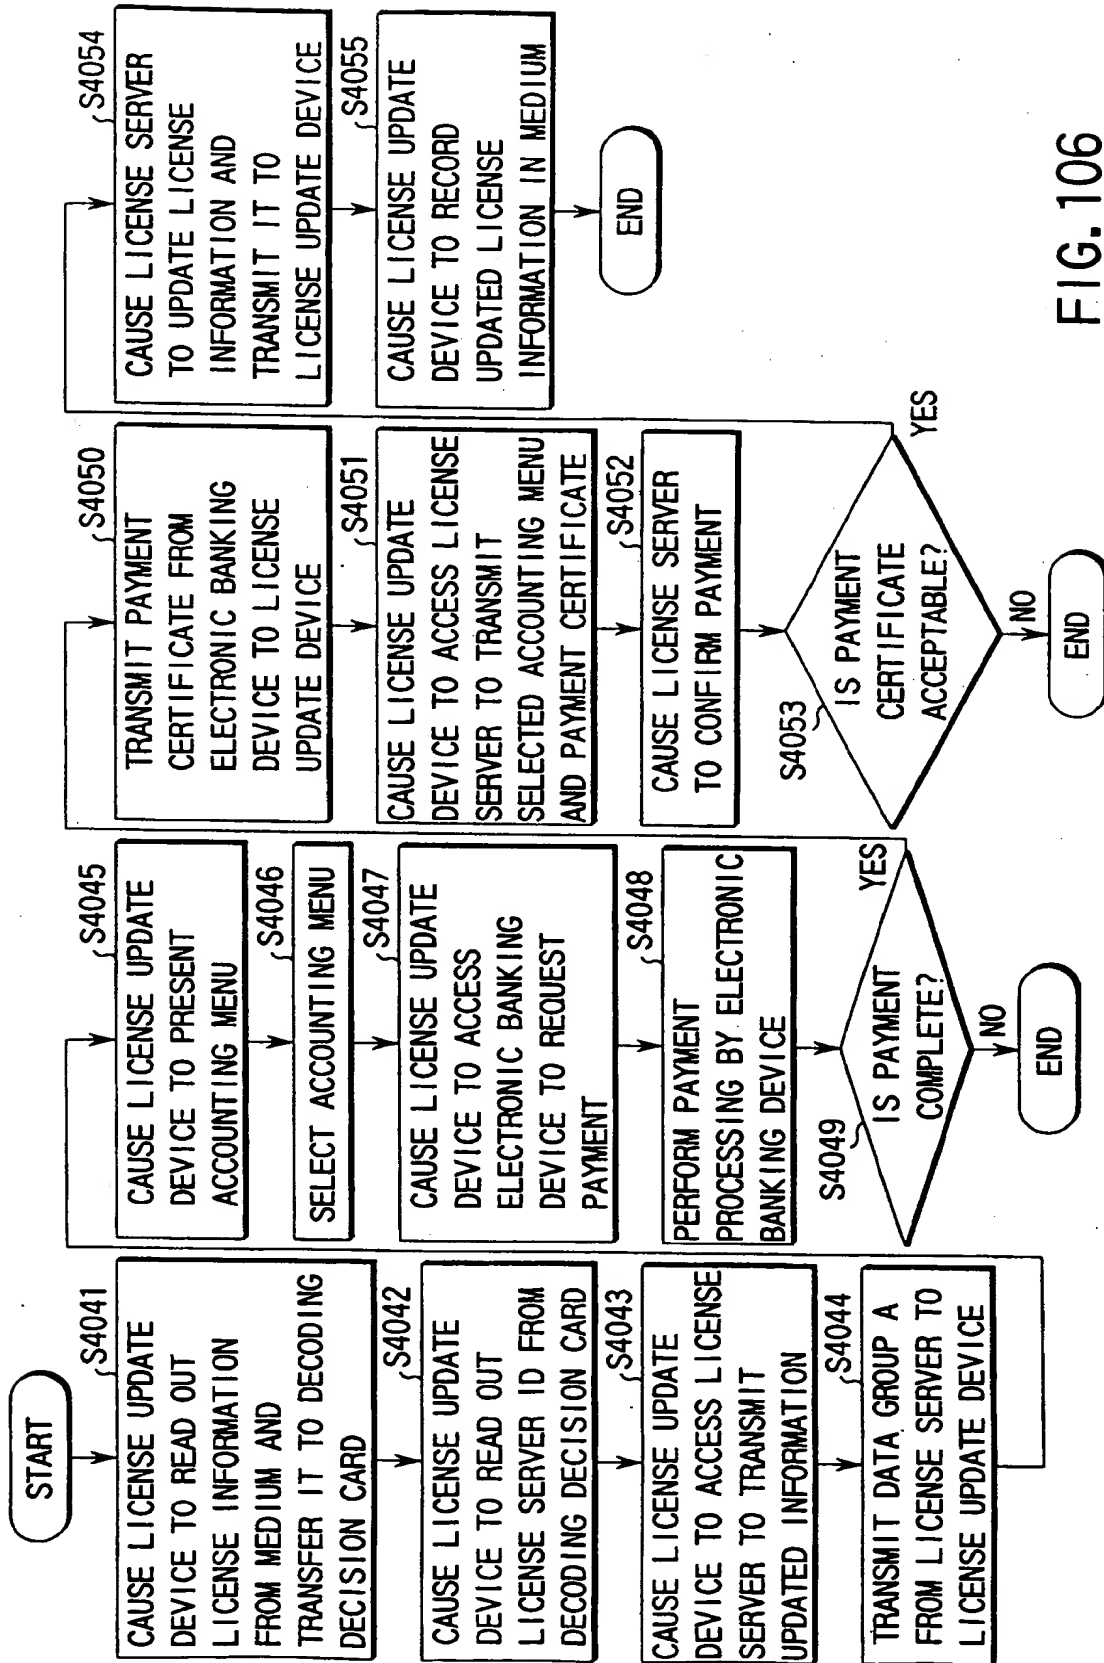 START
S4041
CAUSE LICENSE UPDATE
DEVICE TO READ OUT
LICENSE INFORMATION
FROM MEDIUM AND
TRANSFER IT TO DECODING
DECISION CARD
S4042
CAUSE LICENSE UPDATE
DEVICE TO READ OUT
LICENSE SERVER ID FROM
DECODING DECISION CARD
S4043
CAUSE LICENSE UPDATE
DEVICE TO ACCESS LICENSE
SERVER TO TRANSMIT
UPDATED INFORMATION
S4044
TRANSMIT DATA GROUP A
FROM LICENSE SERVER TO
LICENSE UPDATE DEVICE
S4045
CAUSE LICENSE UPDATE
DEVICE TO PRESENT
ACCOUNTING MENU
S4046
SELECT ACCOUNTING MENU
S4047
CAUSE LICENSE UPDATE
DEVICE TO ACCESS
ELECTRONIC BANKING
DEVICE TO REQUEST
PAYMENT
S4048
PERFORM PAYMENT
PROCESSING BY ELECTRONIC
BANKING DEVICE
S4049
IS PAYMENT
COMPLETE?
YES
NO
END
S4050
TRANSMIT PAYMENT
CERTIFICATE FROM
ELECTRONIC BANKING
DEVICE TO LICENSE
UPDATE DEVICE
S4051
CAUSE LICENSE UPDATE
DEVICE TO ACCESS LICENSE
SERVER TO TRANSMIT
SELECTED ACCOUNTING MENU
AND PAYMENT CERTIFICATE
S4052
CAUSE LICENSE SERVER
TO CONFIRM PAYMENT
S4053
IS PAYMENT
CERTIFICATE
ACCEPTABLE?
YES
NO
END
S4054
CAUSE LICENSE SERVER
TO UPDATE LICENSE
INFORMATION AND
TRANSMIT IT TO
LICENSE UPDATE DEVICE
S4055
CAUSE LICENSE UPDATE
DEVICE TO RECORD
UPDATED LICENSE
INFORMATION IN MEDIUM
END
FIG. 106